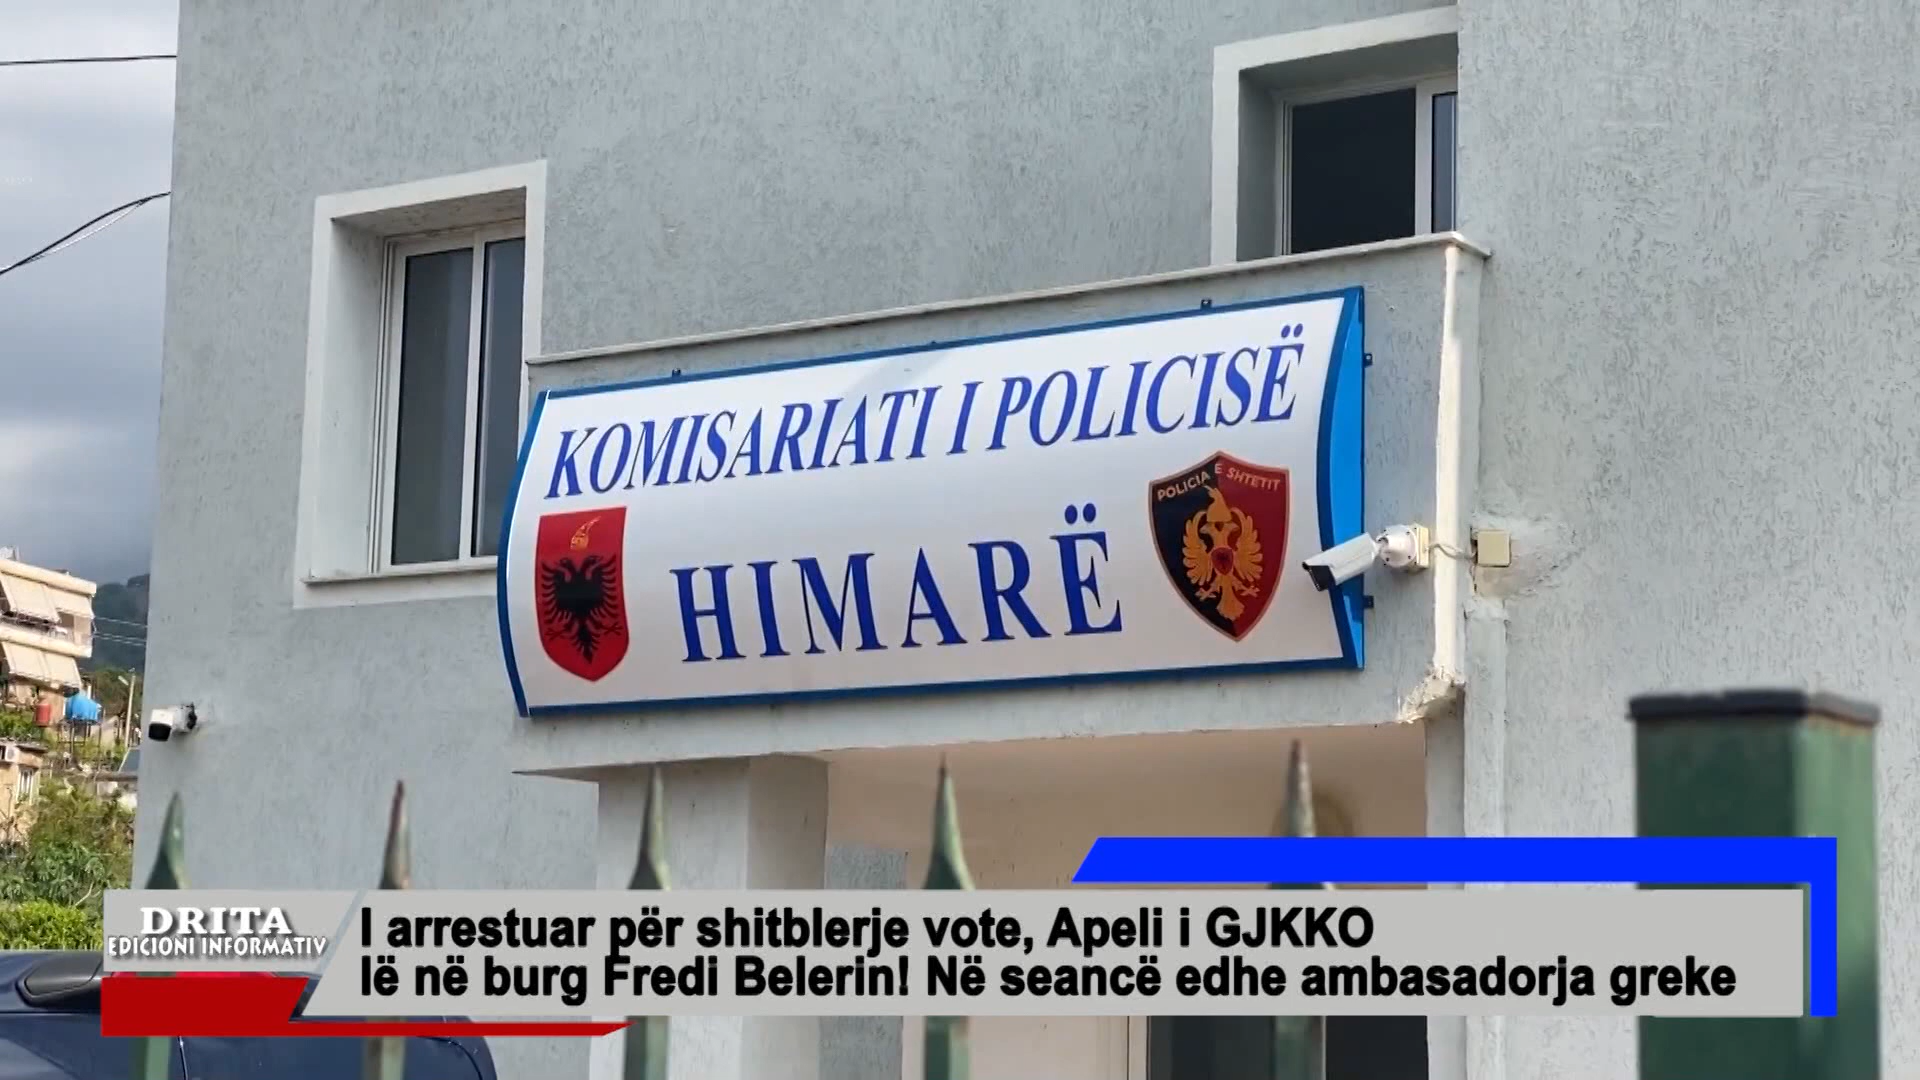 KOMISARIATI I POLICISË
HIMARË
POLICIA E SHTETIT
DRITA
EDICIONI INFORMATIV
I arrestuar për shitblerje vote, Apeli i GJKKO
lë në burg Fredi Belerin! Në seancë edhe ambasadorja greke